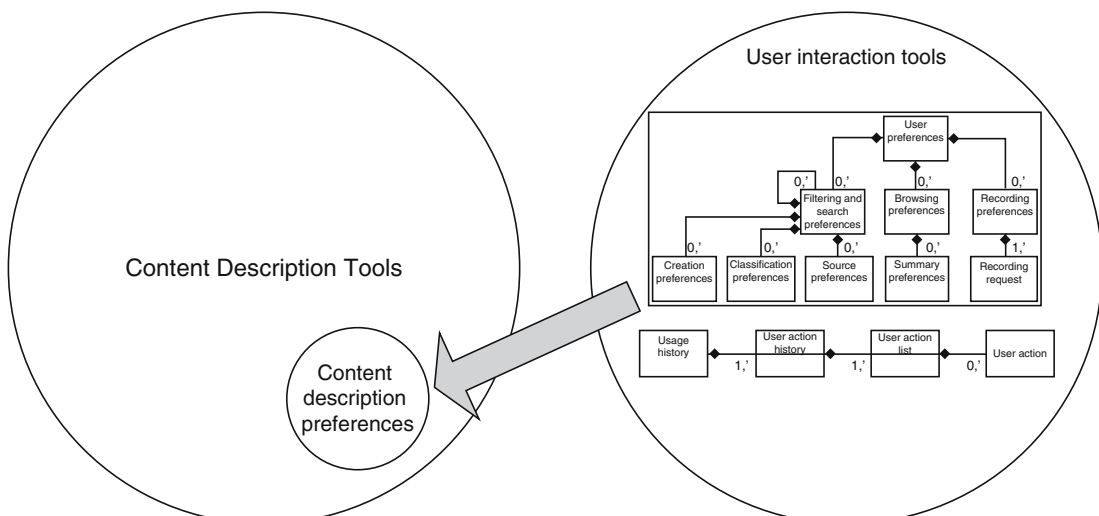 User interaction tools
User
preferences
0,’ 0,’ 0,’ 0,’
Filtering and
search
preferences
Browsing
preferences
Recording
preferences
0,’ 0,’ 0,’ 0,’ 1,’
Creation
preferences
Classification
preferences
Source
preferences
Summary
preferences
Recording
request
Content Description Tools
Usage
history
User action
history
User action
list
User action
1,’ 1,’ 0,’
Content
description
preferences